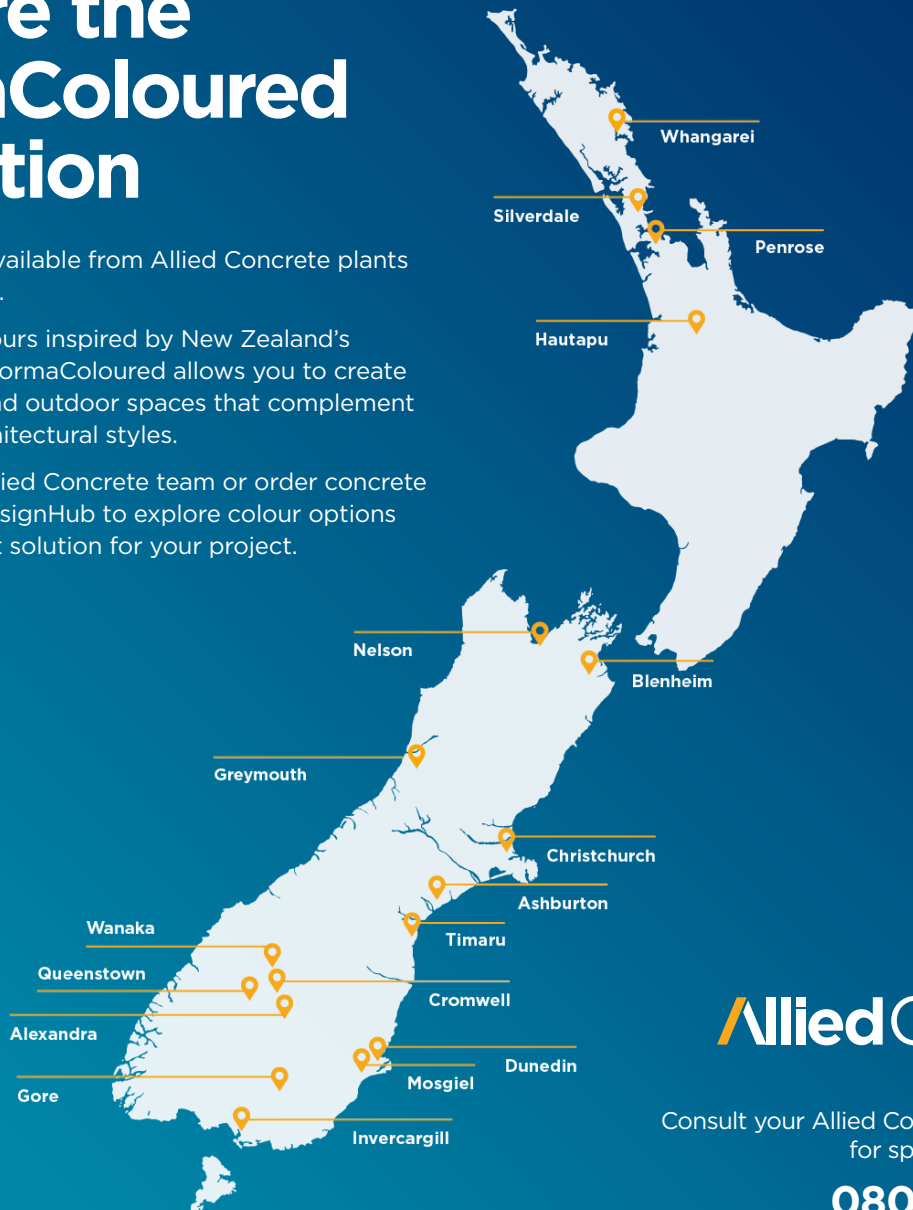 re the
Coloured
tion
vailable from Allied Concrete plants
.
ours inspired by New Zealand's
ormaColoured allows you to create
nd outdoor spaces that complement
hitectural styles.
ied Concrete team or order concrete
signHub to explore colour options
t solution for your project.
Whangarei
Silverdale
Penrose
Hautapu
Nelson
Blenheim
Greymouth
Christchurch
Ashburton
Wanaka
Timaru
Queenstown
Cromwell
Alexandra
Dunedin
Mosgiel
Gore
Invercargill
Allied C
Consult your Allied Co
for sp
080